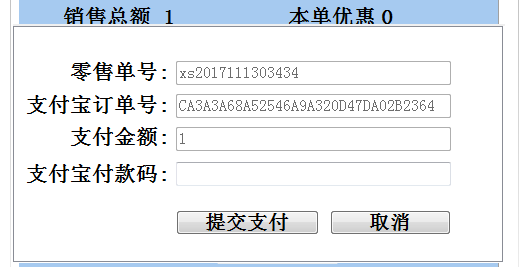 销售总额 1 本单优惠 0
零售单号: xs2017111303434
支付宝订单号: CA3A3A68A52546A9A320D47DA02B2364
支付金额: 1
支付宝付款码:
提交支付 取消